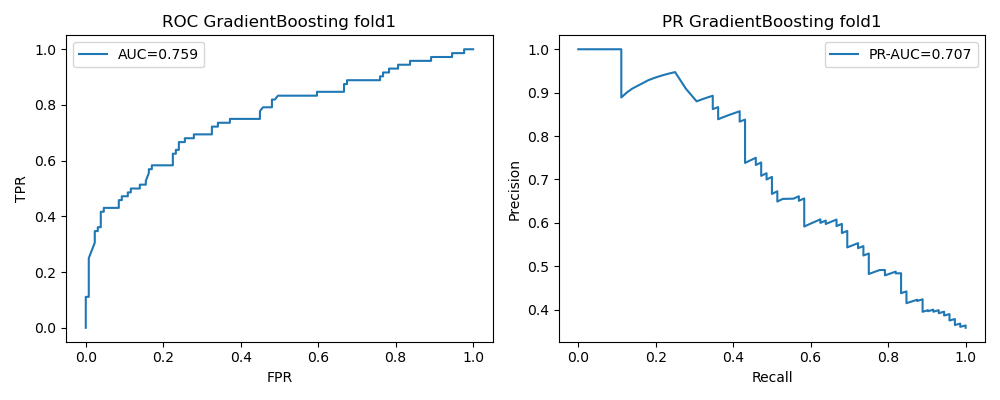 ROC GradientBoosting fold1
AUC=0.759
1.0
0.8
0.6
0.4
0.2
0.0
TPR
0.0 0.2 0.4 0.6 0.8 1.0
FPR
PR GradientBoosting fold1
PR-AUC=0.707
1.0
0.9
0.8
0.7
0.6
0.5
0.4
Precision
0.0 0.2 0.4 0.6 0.8 1.0
Recall